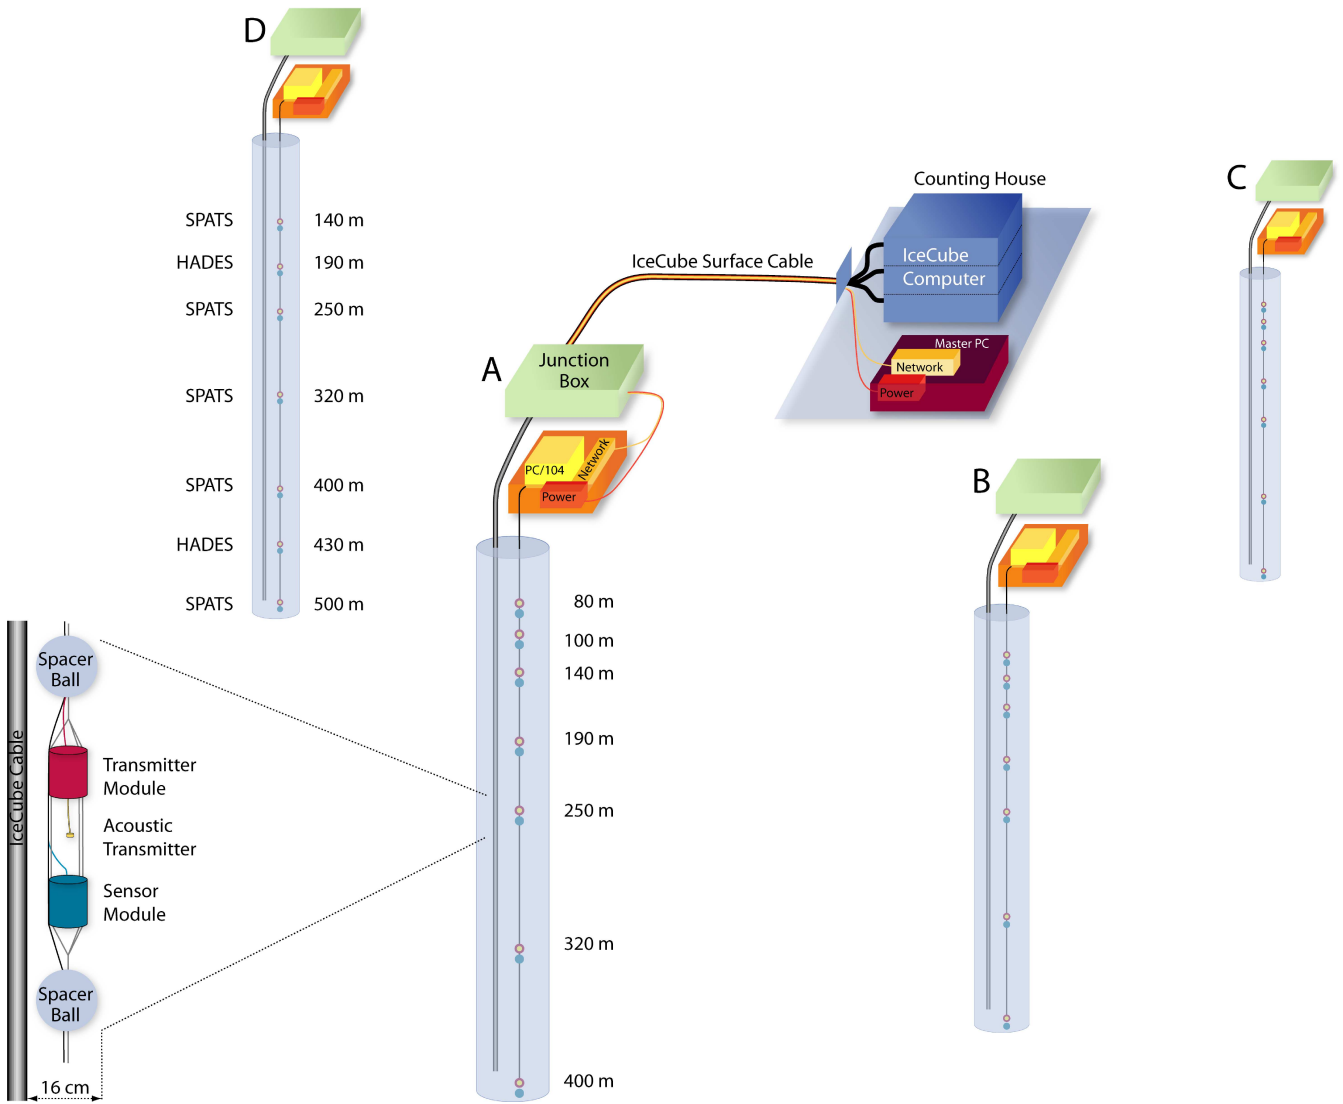 D
SPATS 140 m
HADES 190 m
SPATS 250 m
SPATS 320 m
SPATS 400 m
HADES 430 m
SPATS 500 m
Counting House
IceCube
Computer
IceCube Surface Cable
Master PC
Network
Power
A
Junction
Box
PC/104
Network
Power
80 m
100 m
140 m
190 m
250 m
320 m
400 m
B
C
Spacer
Ball
IceCube Cable
Transmitter
Module
Acoustic
Transmitter
Sensor
Module
Spacer
Ball
16 cm